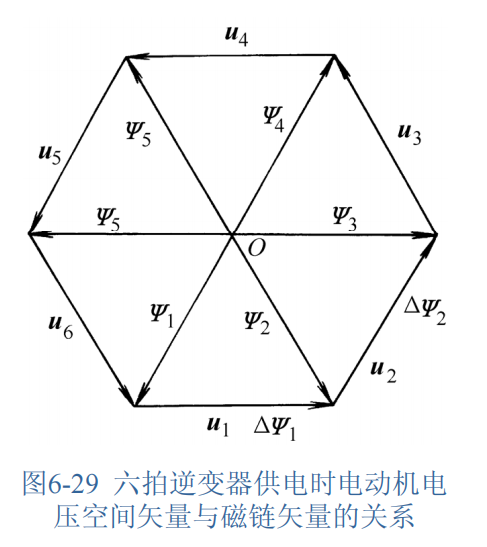 u4
Ψ5
Ψ4
u3
u5
Ψ5
Ψ3
O
Ψ1
Ψ2
ΔΨ2
u6
u2
u1 ΔΨ1
图6-29 六拍逆变器供电时电动机电
压空间矢量与磁链矢量的关系